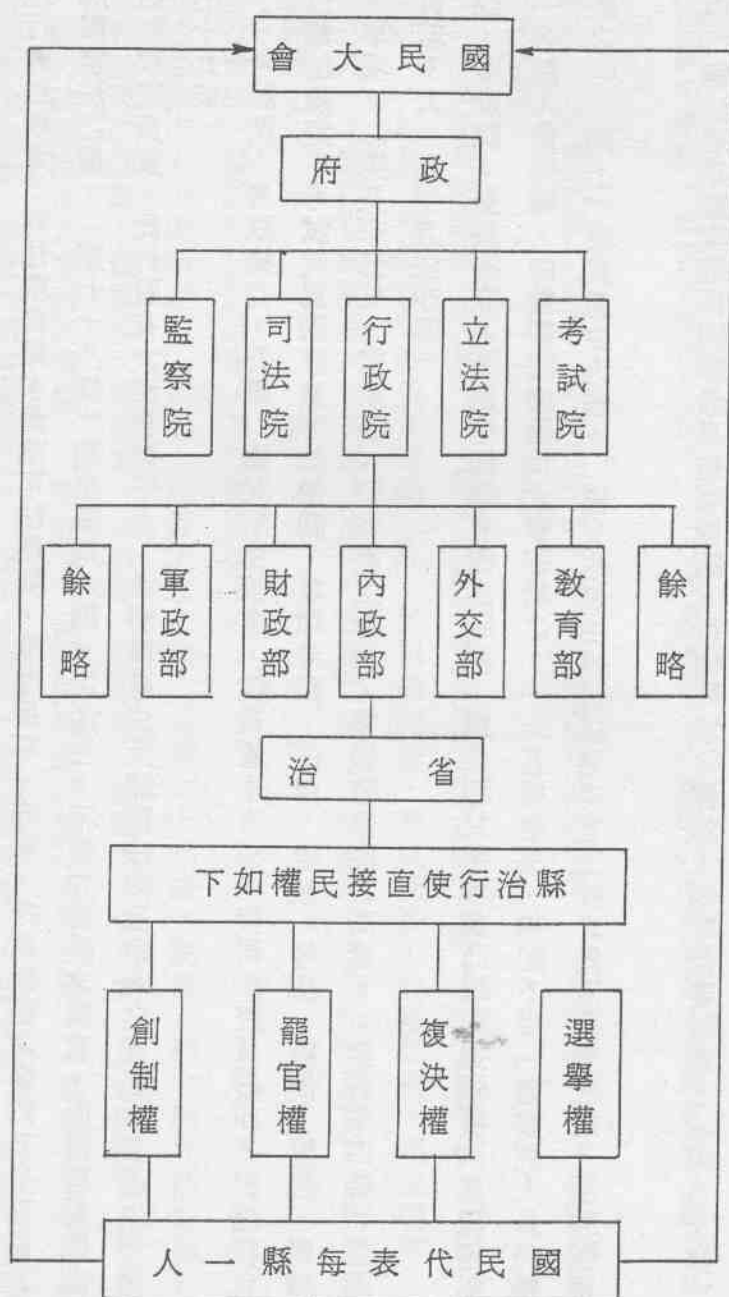 國民大會
政府
考試院
立法院
行政院
司法院
監察院
餘略
教育部
外交部
內政部
財政部
軍政部
餘略
省治
縣治行使直接民權如下
選舉權
複決權
罷官權
創制權
國民代表每縣一人